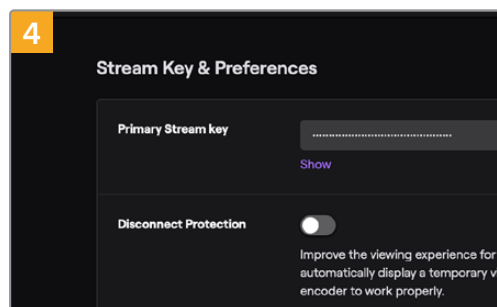 4
Stream Key & Preferences
Primary Stream key
Show
Disconnect Protection
Improve the viewing experience for
automatically display a temporary v
encoder to work properly.